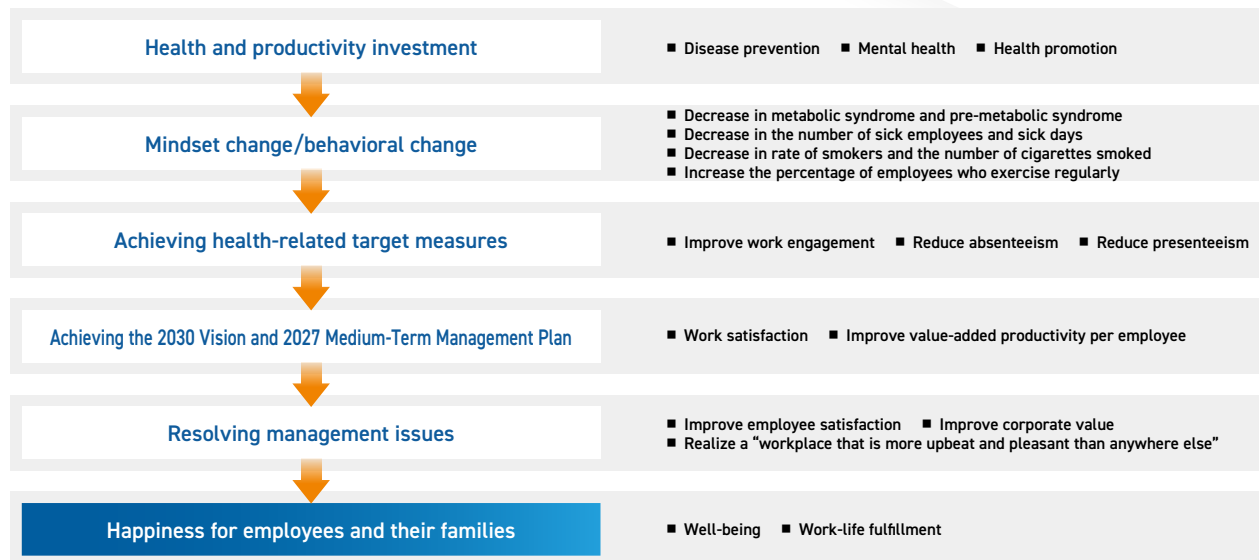 Health and productivity investment
■ Disease prevention ■ Mental health ■ Health promotion
Mindset change/behavioral change
■ Decrease in metabolic syndrome and pre-metabolic syndrome
■ Decrease in the number of sick employees and sick days
■ Decrease in rate of smokers and the number of cigarettes smoked
■ Increase the percentage of employees who exercise regularly
Achieving health-related target measures
■ Improve work engagement ■ Reduce absenteeism ■ Reduce presenteeism
Achieving the 2030 Vision and 2027 Medium-Term Management Plan
■ Work satisfaction ■ Improve value-added productivity per employee
Resolving management issues
■ Improve employee satisfaction ■ Improve corporate value
■ Realize a “workplace that is more upbeat and pleasant than anywhere else”
Happiness for employees and their families
■ Well-being ■ Work-life fulfillment